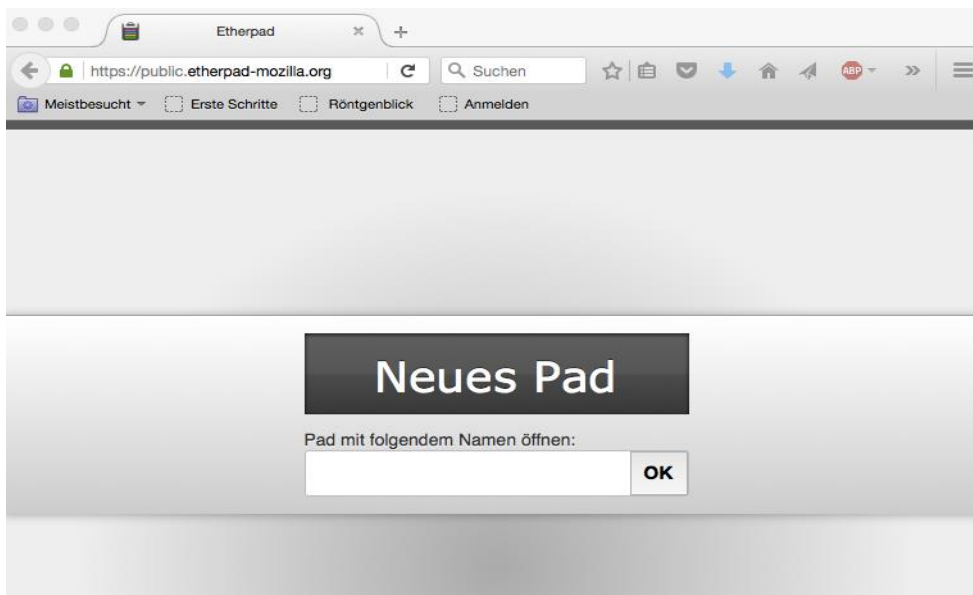 Etherpad
https://public.etherpad-mozilla.org
Suchen
ABP
Meistbesucht
Erste Schritte
Röntgenblick
Anmelden
Neues Pad
Pad mit folgendem Namen öffnen:
OK